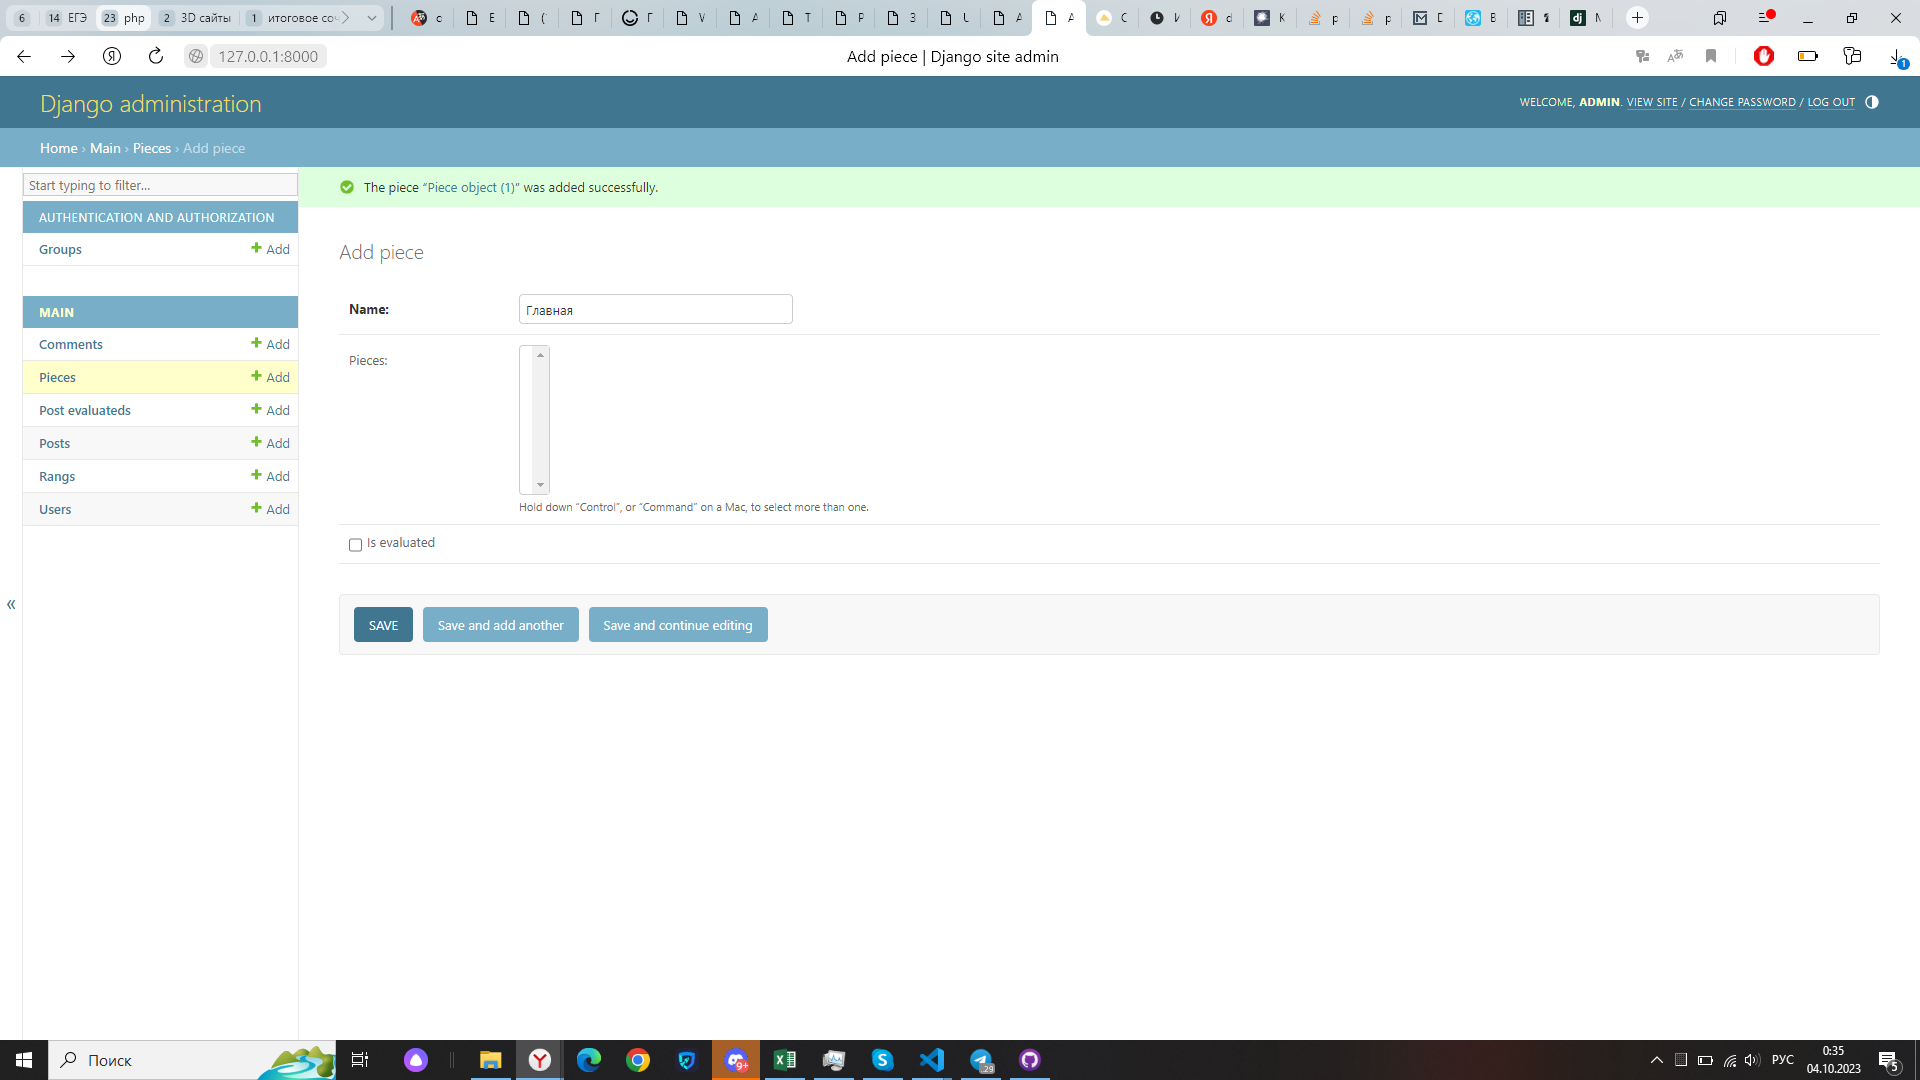 6 14 ЕГЭ 23 php 2 3D сайты 1 итоговое соч
127.0.0.1:8000
Add piece | Django site admin
Django administration
WELCOME, ADMIN. VIEW SITE / CHANGE PASSWORD / LOG OUT
Home › Main › Pieces › Add piece
Start typing to filter...
The piece “Piece object (1)” was added successfully.
AUTHENTICATION AND AUTHORIZATION
Groups Add
MAIN
Comments Add
Pieces Add
Post evaluateds Add
Posts Add
Rangs Add
Users Add
Add piece
Name: Главная
Pieces:
Hold down “Control”, or “Command” on a Mac, to select more than one.
Is evaluated
SAVE Save and add another Save and continue editing
«
Поиск
9+
29
РУС
0:35
04.10.2023
5